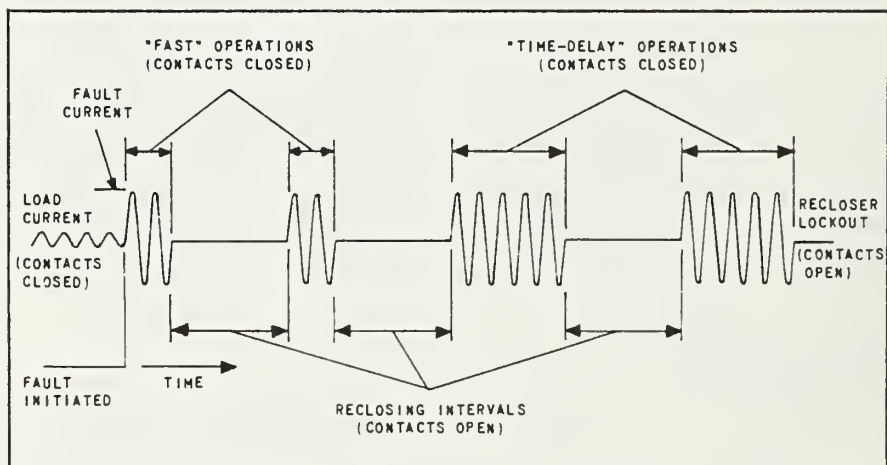 "FAST" OPERATIONS
(CONTACTS CLOSED)
"TIME-DELAY" OPERATIONS
(CONTACTS CLOSED)
FAULT
CURRENT
LOAD
CURRENT
(CONTACTS
CLOSED)
RECLOSER
LOCKOUT
(CONTACTS
OPEN)
FAULT
INITIATED
TIME
RECLOSING INTERVALS
(CONTACTS OPEN)